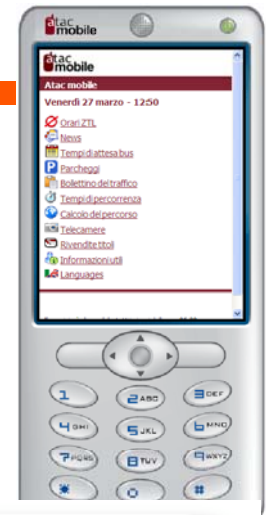 atac
mobile
atac
mobile
Atac mobile
Venerdì 27 marzo - 12:50
Orari ZTL
News
Tempi di attesa bus
P Parcheggi
Bollettino del traffico
Tempi di percorrenza
Calcolo del percorso
Telecamere
Rivendite titoli
Informazioni utili
Languages
1 2 ABC 3 DEF
4 GHI 5 JKL 6 MNO
7 PQRS 8 TUV 9 WXYZ
* 0 #